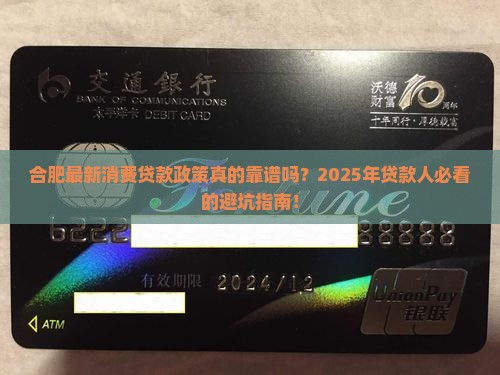 交通銀行
BANK OF COMMUNICATIONS
太平洋卡 DEBIT CARD
沃德
财富
10
周年
十年同行·厚德载富
合肥最新消费贷款政策真的靠谱吗？2025年贷款人必看
的避坑指南！
Fortune
6222
88888
有效期限 2024/12
ATM
UnionPay
银联